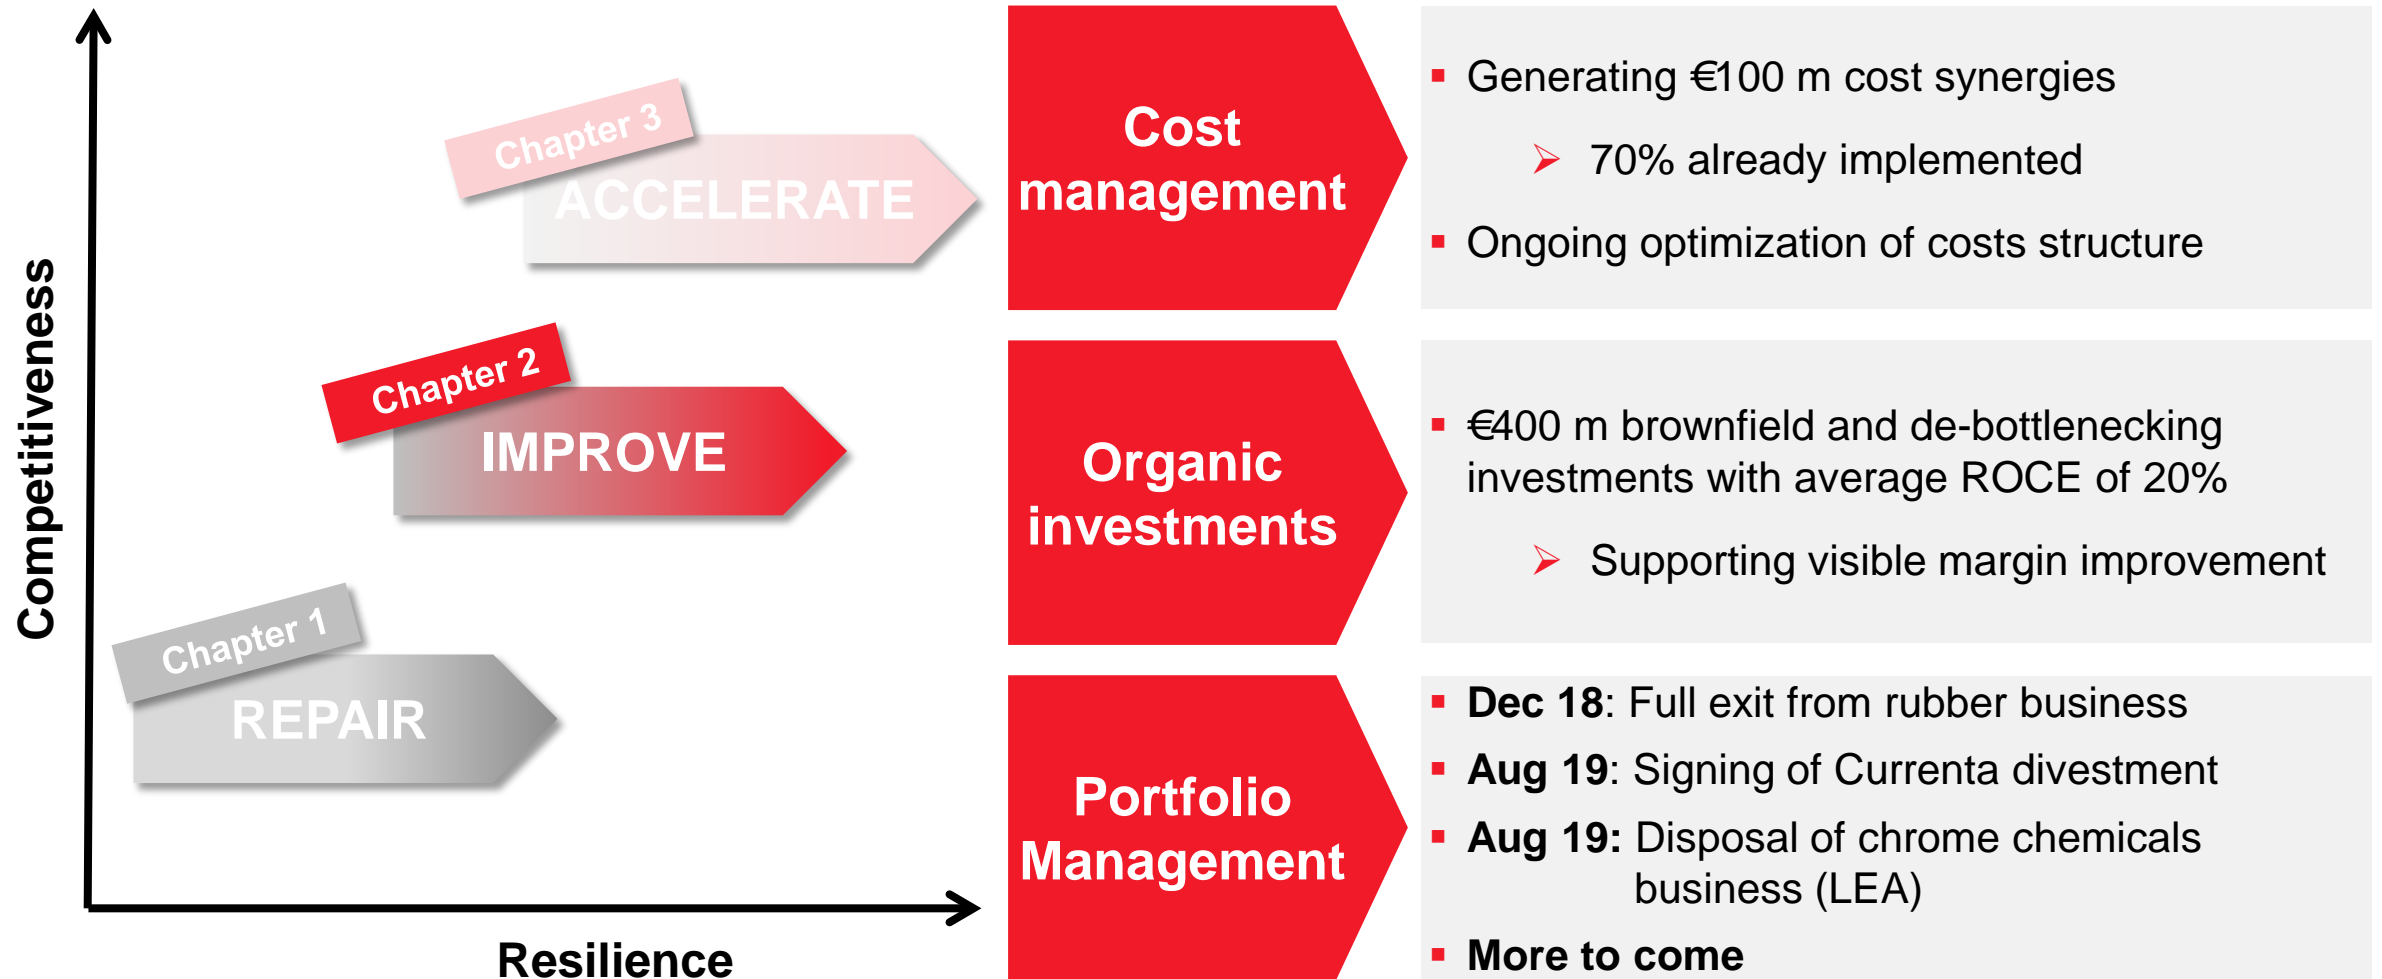 Competitiveness
Chapter 3
ACCELERATE
Chapter 2
IMPROVE
Chapter 1
REPAIR
Resilience
Cost
management
▪ Generating €100 m cost synergies
➢ 70% already implemented
▪ Ongoing optimization of costs structure
Organic
investments
▪ €400 m brownfield and de-bottlenecking
investments with average ROCE of 20%
➢ Supporting visible margin improvement
Portfolio
Management
▪ Dec 18: Full exit from rubber business
▪ Aug 19: Signing of Currenta divestment
▪ Aug 19: Disposal of chrome chemicals
business (LEA)
▪ More to come